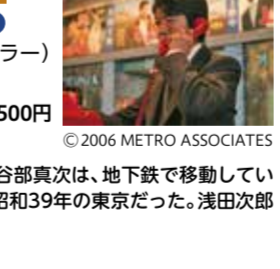 ラー)
500円
©2006 METRO ASSOCIATES
谷部真次は、地下鉄で移動してい
昭和39年の東京だった。浅田次郎